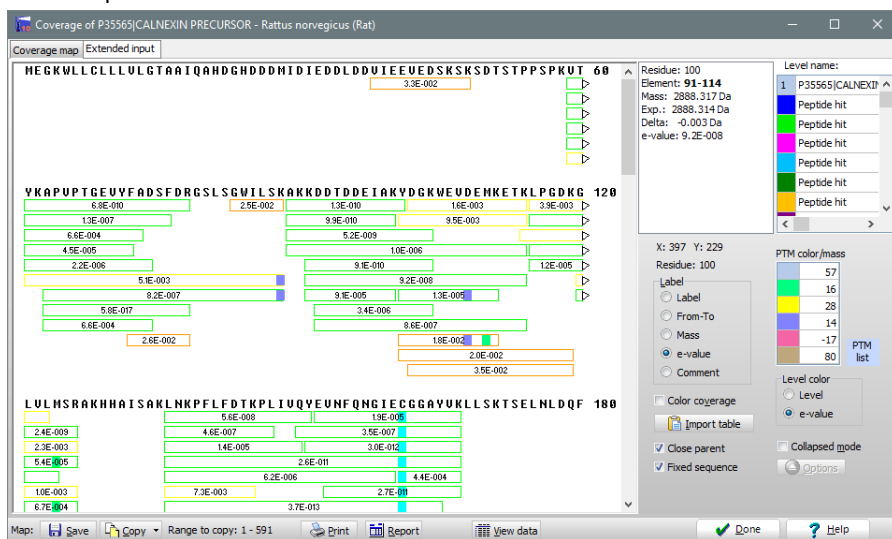 Coverage of P35565|CALNEXIN PRECURSOR - Rattus norvegicus (Rat)
Coverage map Extended input
MEGKWLLCLLLVLGTAAIQAHDGHDDDMIDIEDDLDDVIEEVEDSKSKSDTSTPPSPKVT 60
3.3E-002
YKAPVPTGEVYFADSFDRGSLSGWILSKAKKDDTDDEIAKYDGKWEVDEMKETKLPGDKG 120
6.8E-010 2.5E-002 1.3E-010 1.6E-003 3.9E-003
1.3E-007 9.9E-010 9.5E-003
6.6E-004 5.2E-009
4.5E-005 1.0E-006
2.2E-006 9.1E-010 1.2E-005
5.1E-003 9.2E-008
8.2E-007 9.1E-005 1.3E-005
5.8E-017 3.4E-006
6.6E-004 8.6E-007
2.6E-002 1.8E-002
2.0E-002
3.5E-002
LVLMSRAKHHAISAKLNKPFLFDTKPLIVQYEVNFQNGIECGGAYVKLLSKTSELNLDQF 180
5.6E-008 1.9E-005
2.4E-009 4.6E-007 3.5E-007
2.3E-003 1.4E-005 3.0E-012
5.4E-005 2.6E-011
6.2E-006 4.4E-004
1.0E-003 7.3E-003 2.7E-011
6.7E-004 3.7E-013
Residue: 100
Element: 91-114
Mass: 2888.317 Da
Exp.: 2888.314 Da
Delta: -0.003 Da
e-value: 9.2E-008
Level name:
1 P35565|CALNEXIN
Peptide hit
Peptide hit
Peptide hit
Peptide hit
Peptide hit
Peptide hit
X: 397 Y: 229
Residue: 100
Label
Label
From-To
Mass
e-value
Comment
Color coverage
Import table
Close parent
Fixed sequence
PTM color/mass
57
16
28
14
-17
80
PTM list
Level color
Level
e-value
Collapsed mode
Options
Map: Save Copy Range to copy: 1 - 591 Print Report View data Done Help